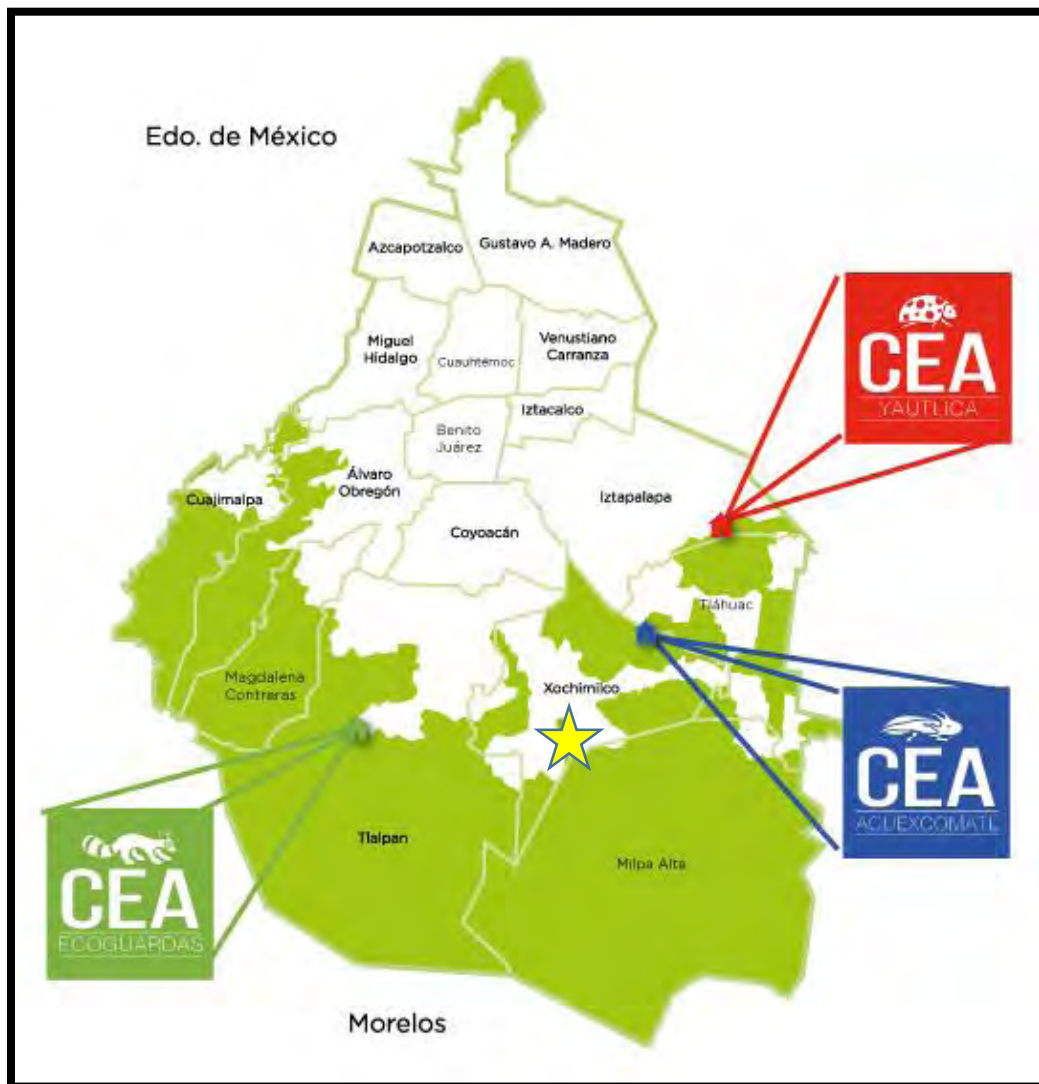 Edo. de México
Azcapotzalco
Gustavo A. Madero
Miguel
Hidalgo
Cuauhtémoc
Venustiano
Carranza
Iztacalco
Benito
Juárez
CEA
YAUTLICA
Cuajimalpa
Álvaro
Obregón
Iztapalapa
Coyoacán
Tláhuac
Magdalena
Contreras
Xochimilco
CEA
ACUEXCOMATL
CEA
ECOGUARDAS
Tlalpan
Milpa Alta
Morelos